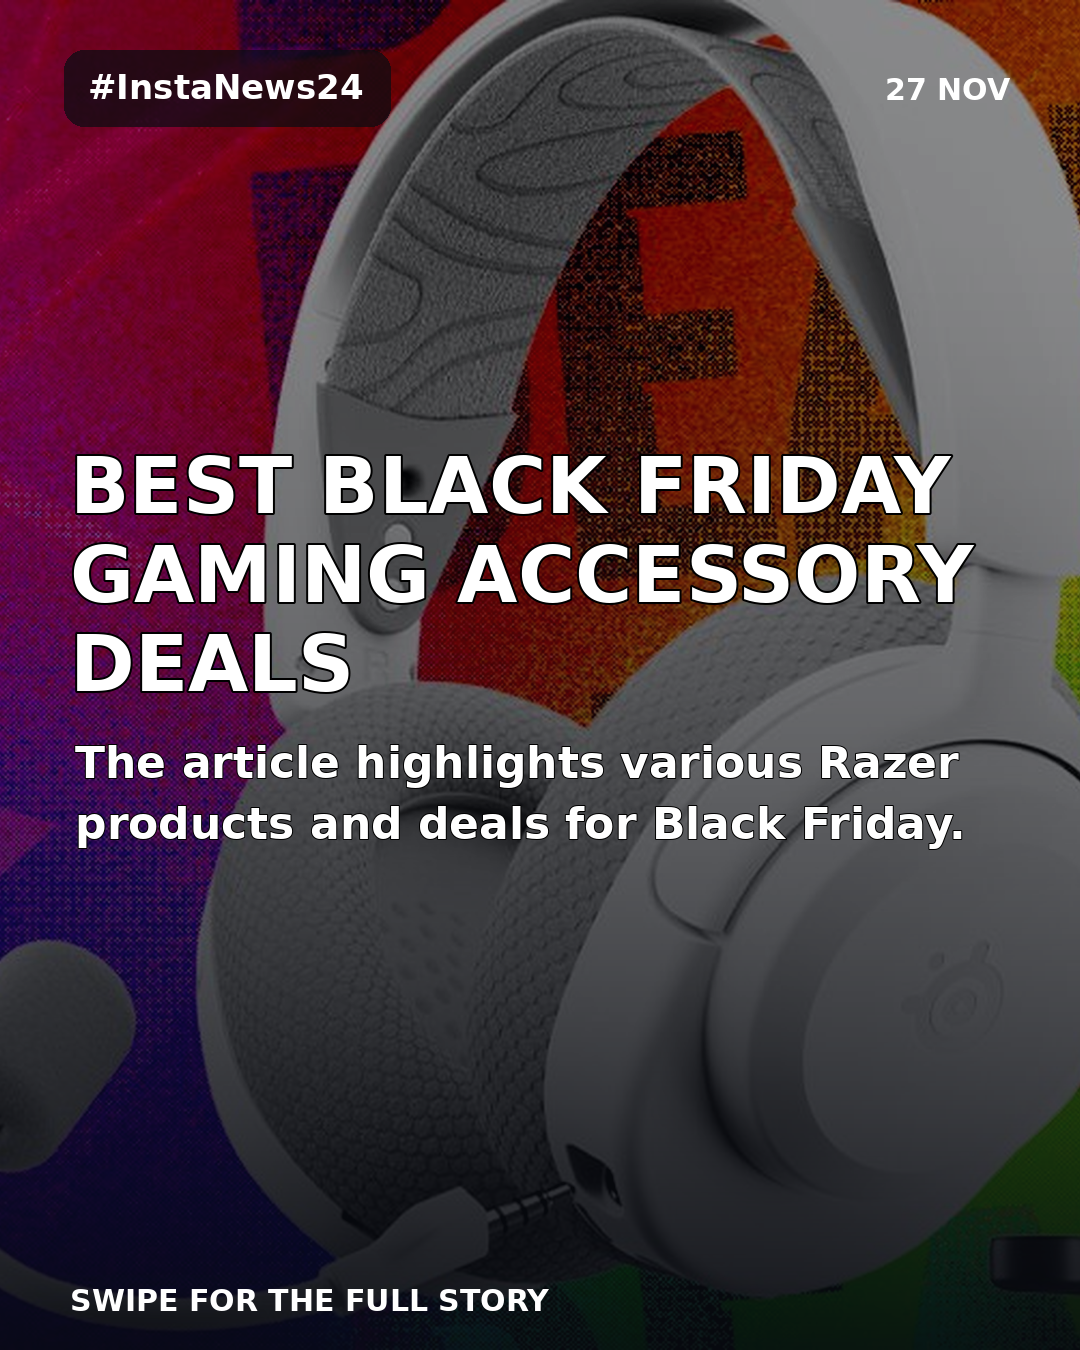 #InstaNews24
27 NOV
BEST BLACK FRIDAY
GAMING ACCESSORY
DEALS
The article highlights various Razer
products and deals for Black Friday.
SWIPE FOR THE FULL STORY